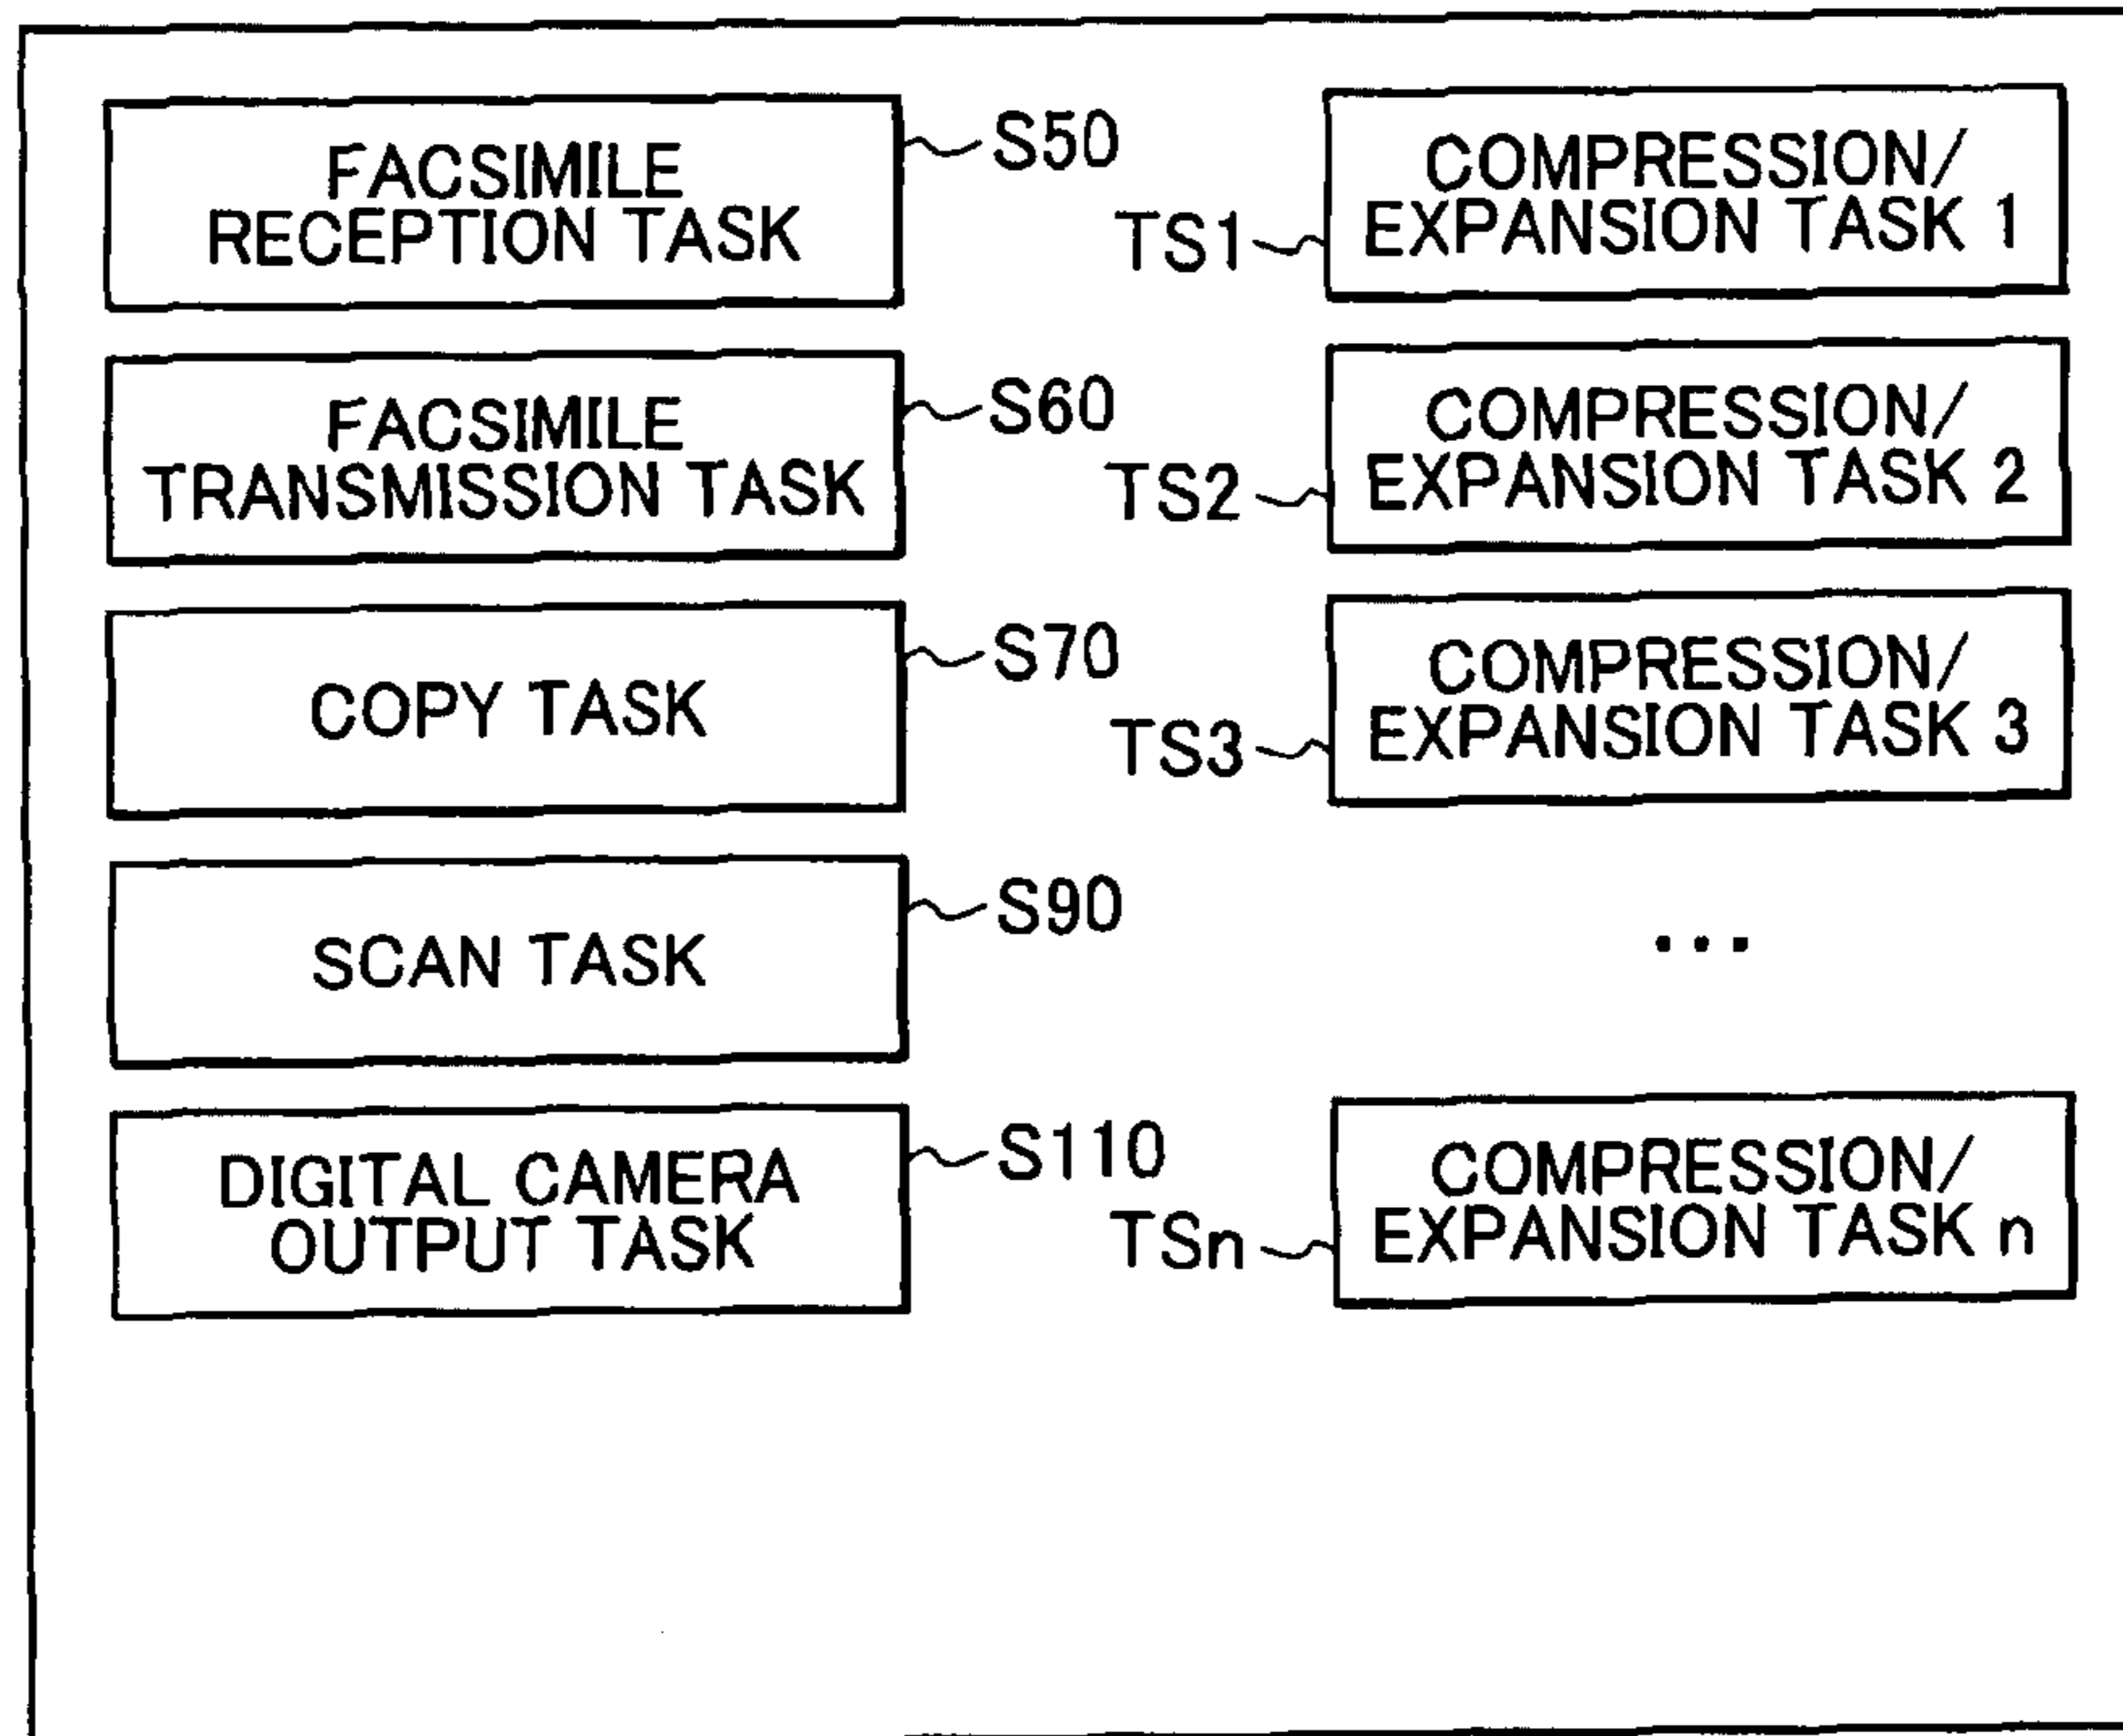 FACSIMILE
RECEPTION TASK
S50
FACSIMILE
TRANSMISSION TASK
S60
COPY TASK
S70
SCAN TASK
S90
DIGITAL CAMERA
OUTPUT TASK
S110
TS1
COMPRESSION/
EXPANSION TASK 1
TS2
COMPRESSION/
EXPANSION TASK 2
TS3
COMPRESSION/
EXPANSION TASK 3
...
TSn
COMPRESSION/
EXPANSION TASK n